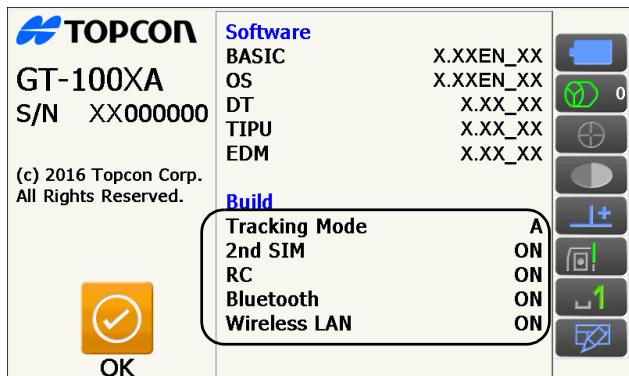 TOPCON
GT-100XA
S/N XX000000
(c) 2016 Topcon Corp.
All Rights Reserved.
OK
Software
BASIC X.XXEN_XX
OS X.XXEN_XX
DT X.XX_XX
TIPU X.XX_XX
EDM X.XX_XX
Build
Tracking Mode A
2nd SIM ON
RC ON
Bluetooth ON
Wireless LAN ON
0
1